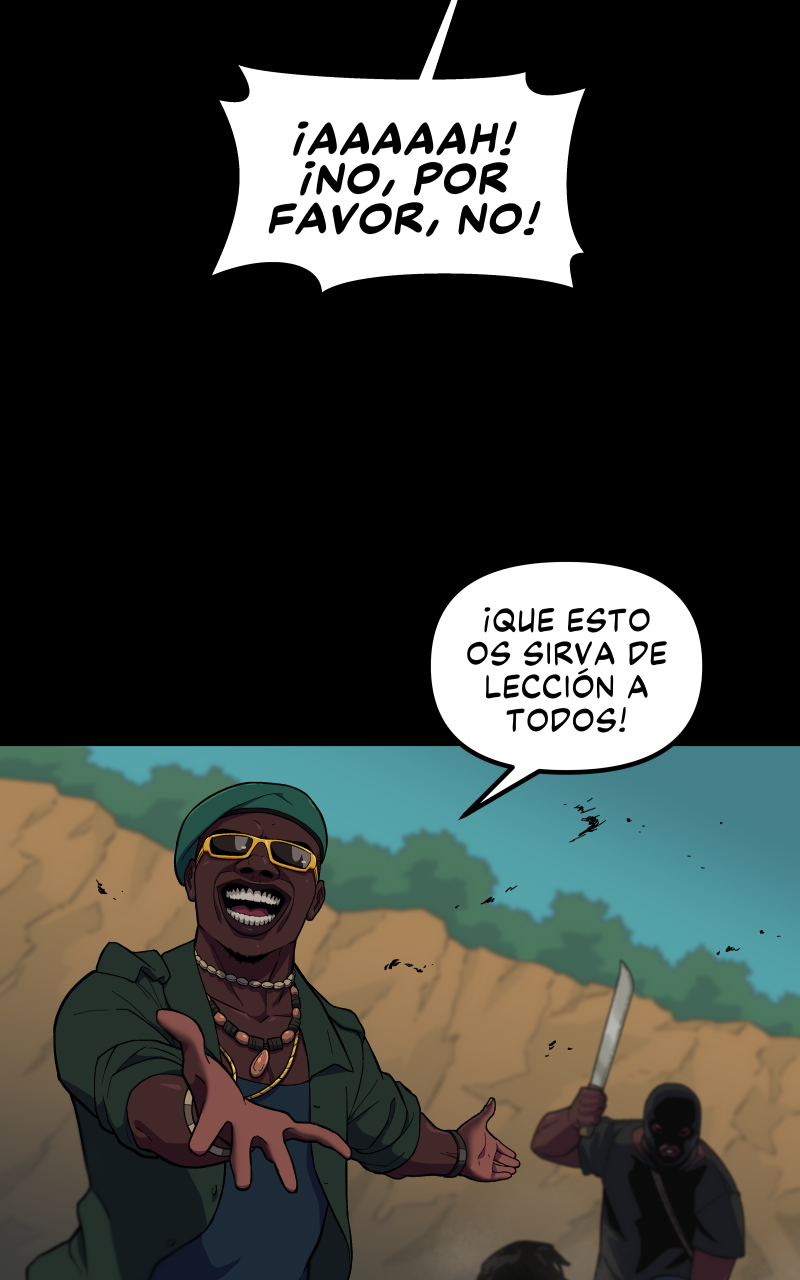 ¡AAAAAH!
¡NO, POR
FAVOR, NO!
¡QUE ESTO
OS SIRVA DE
LECCIÓN A
TODOS!